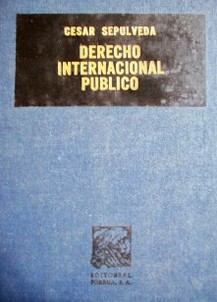 CESAR SEPULVEDA
DERECHO
INTERNACIONAL
PUBLICO
EDITORIAL
PORRUA, S. A.